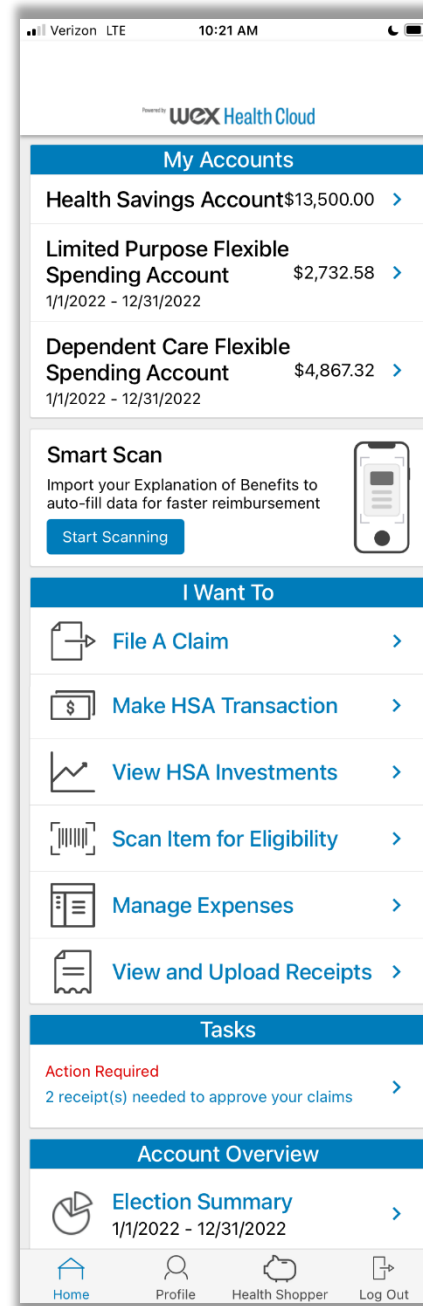 Verizon LTE 10:21 AM
Powered by wex Health Cloud
My Accounts
Health Savings Account $13,500.00
Limited Purpose Flexible
Spending Account $2,732.58
1/1/2022 - 12/31/2022
Dependent Care Flexible
Spending Account $4,867.32
1/1/2022 - 12/31/2022
Smart Scan
Import your Explanation of Benefits to
auto-fill data for faster reimbursement
Start Scanning
I Want To
File A Claim
$
Make HSA Transaction
View HSA Investments
Scan Item for Eligibility
Manage Expenses
View and Upload Receipts
Tasks
Action Required
2 receipt(s) needed to approve your claims
Account Overview
Election Summary
1/1/2022 - 12/31/2022
Home Profile Health Shopper Log Out